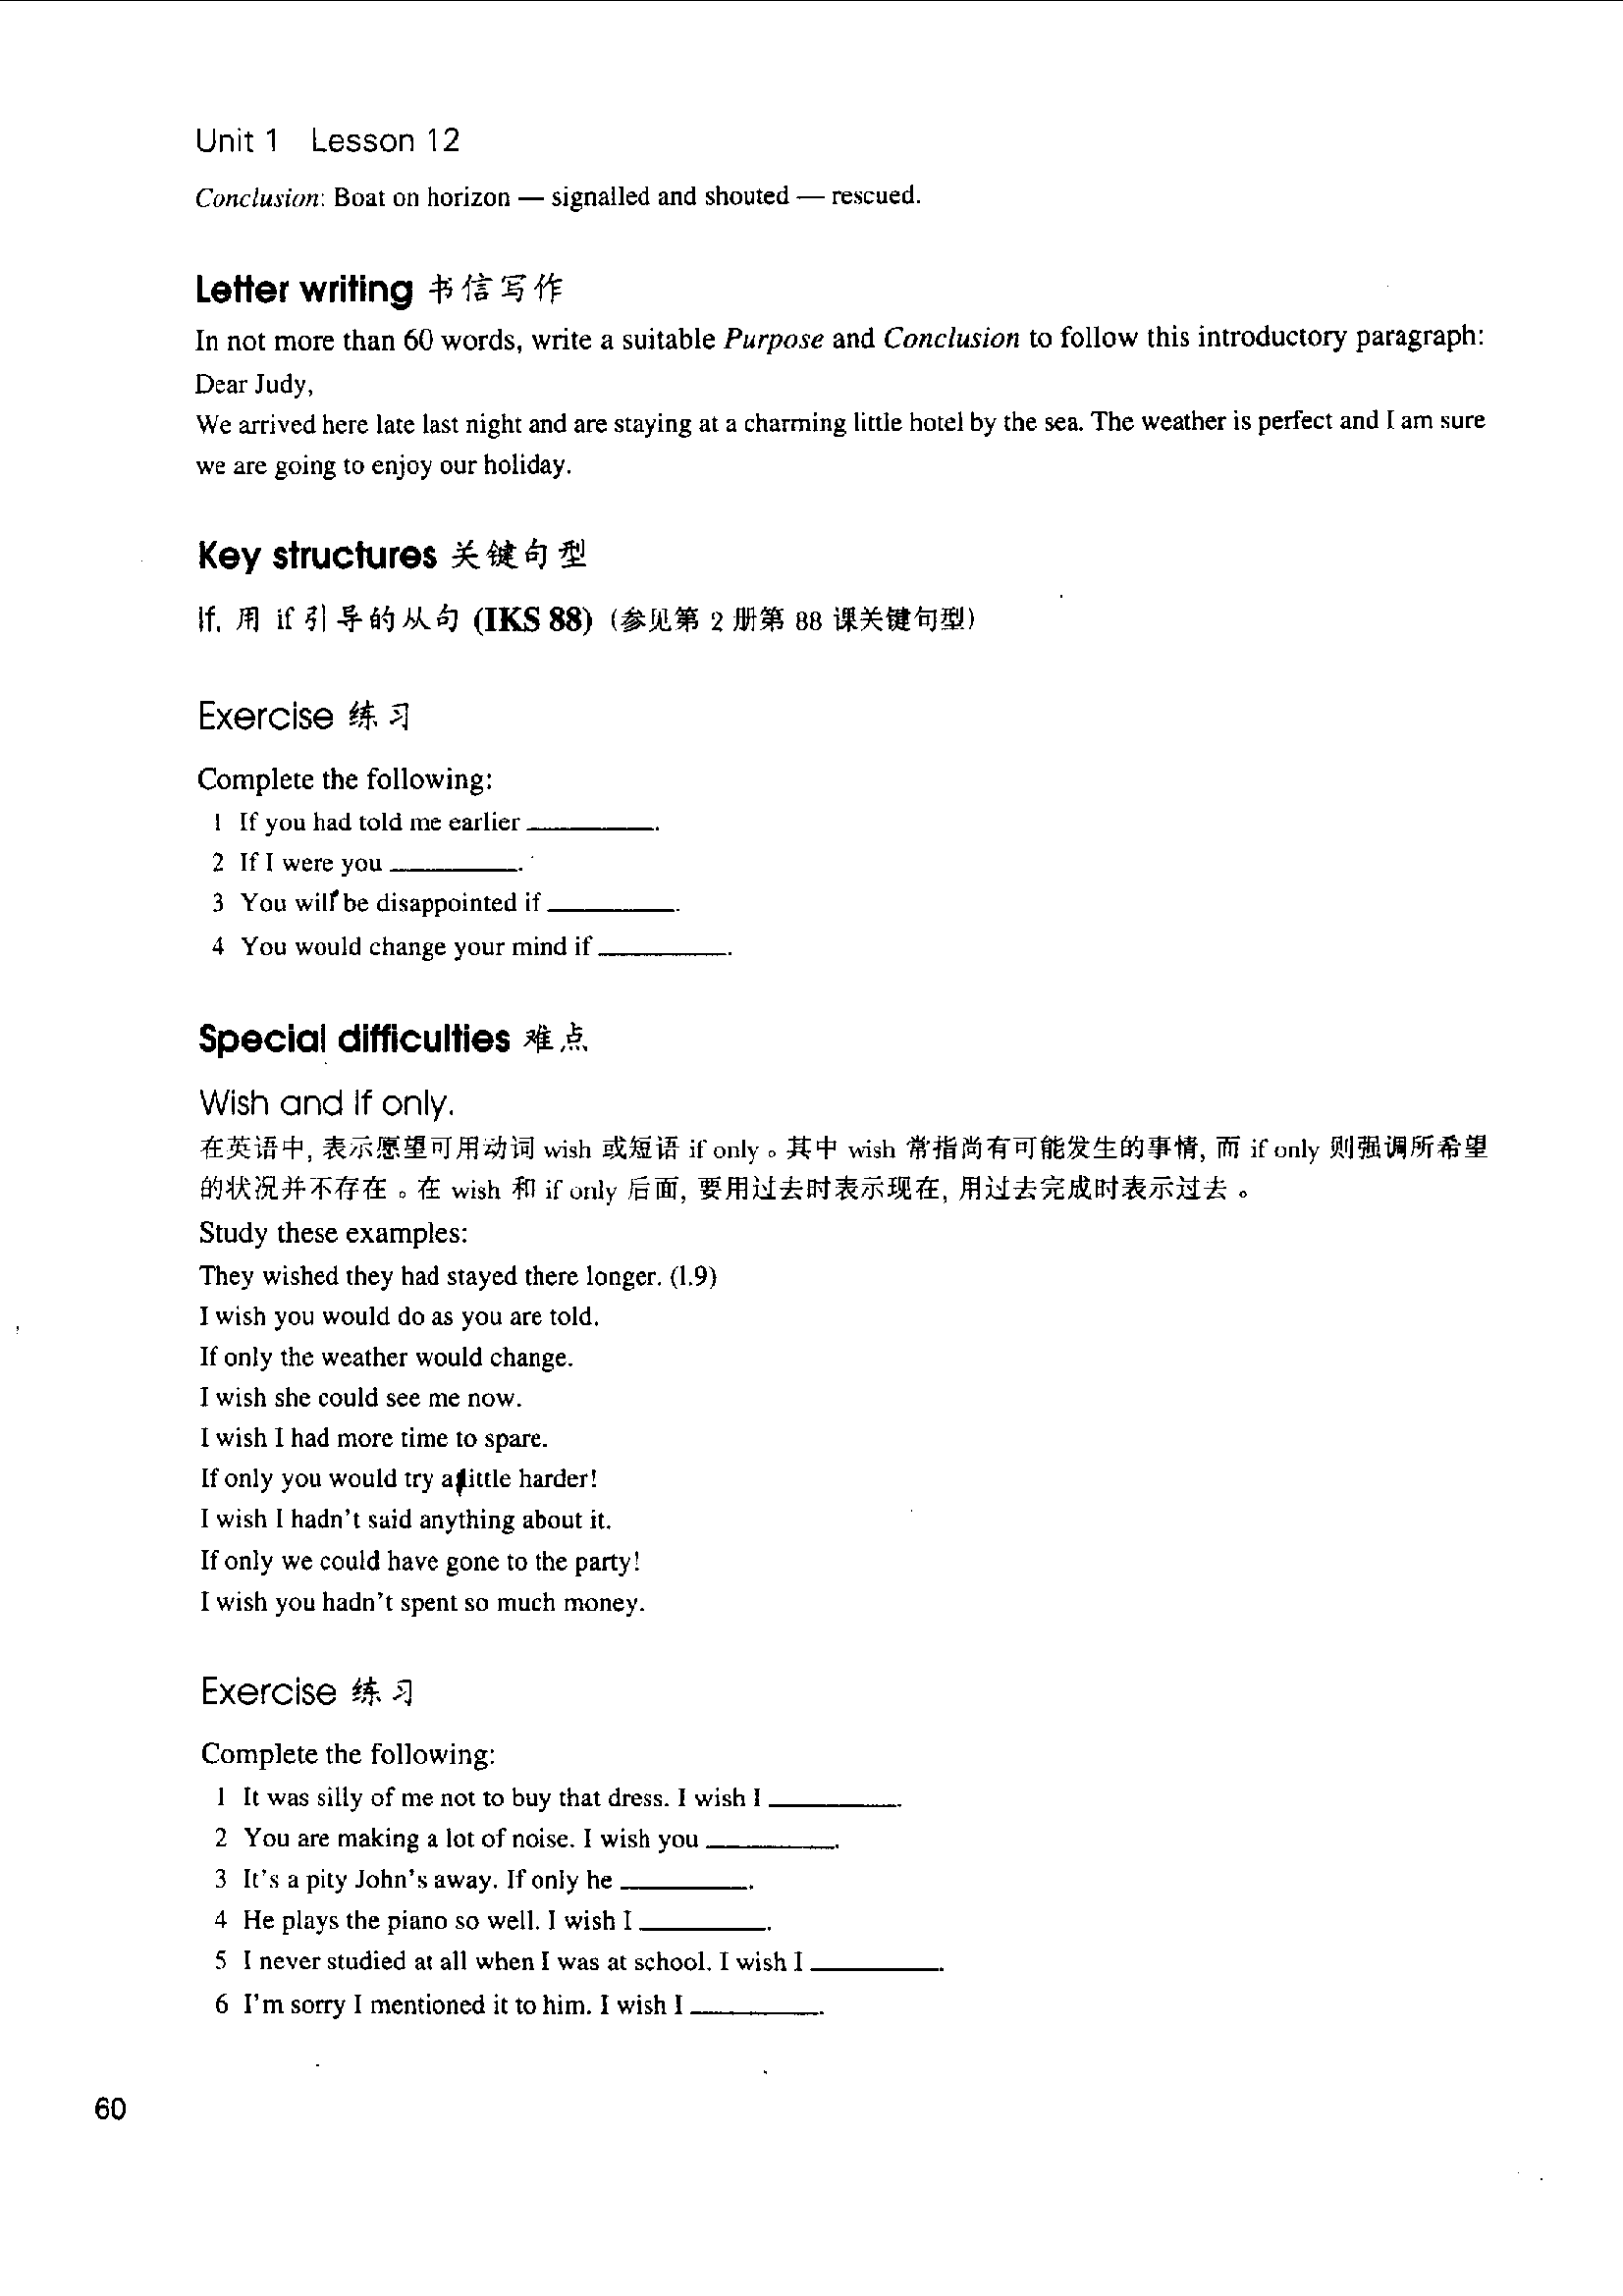 Unit 1 Lesson 12
Conclusion: Boat on horizon — signalled and shouted — rescued.
Letter writing 书信写作
In not more than 60 words, write a suitable Purpose and Conclusion to follow this introductory paragraph:
Dear Judy,
We arrived here late last night and are staying at a charming little hotel by the sea. The weather is perfect and I am sure
we are going to enjoy our holiday.
Key structures 关键句型
If. 用 if 引导的从句 (IKS 88) (参见第 2 册第 88 课关键句型)
Exercise 练习
Complete the following:
1 If you had told me earlier ________.
2 If I were you ________.
3 You will be disappointed if ________.
4 You would change your mind if ________.
Special difficulties 难点
Wish and If only.
在英语中, 表示愿望可用动词 wish 或短语 if only。其中 wish 常指尚有可能发生的事情, 而 if only 则强调所希望
的状况并不存在。在 wish 和 if only 后面, 要用过去时表示现在, 用过去完成时表示过去。
Study these examples:
They wished they had stayed there longer. (1.9)
I wish you would do as you are told.
If only the weather would change.
I wish she could see me now.
I wish I had more time to spare.
If only you would try a little harder!
I wish I hadn't said anything about it.
If only we could have gone to the party!
I wish you hadn't spent so much money.
Exercise 练习
Complete the following:
1 It was silly of me not to buy that dress. I wish I ________.
2 You are making a lot of noise. I wish you ________.
3 It's a pity John's away. If only he ________.
4 He plays the piano so well. I wish I ________.
5 I never studied at all when I was at school. I wish I ________.
6 I'm sorry I mentioned it to him. I wish I ________.
60